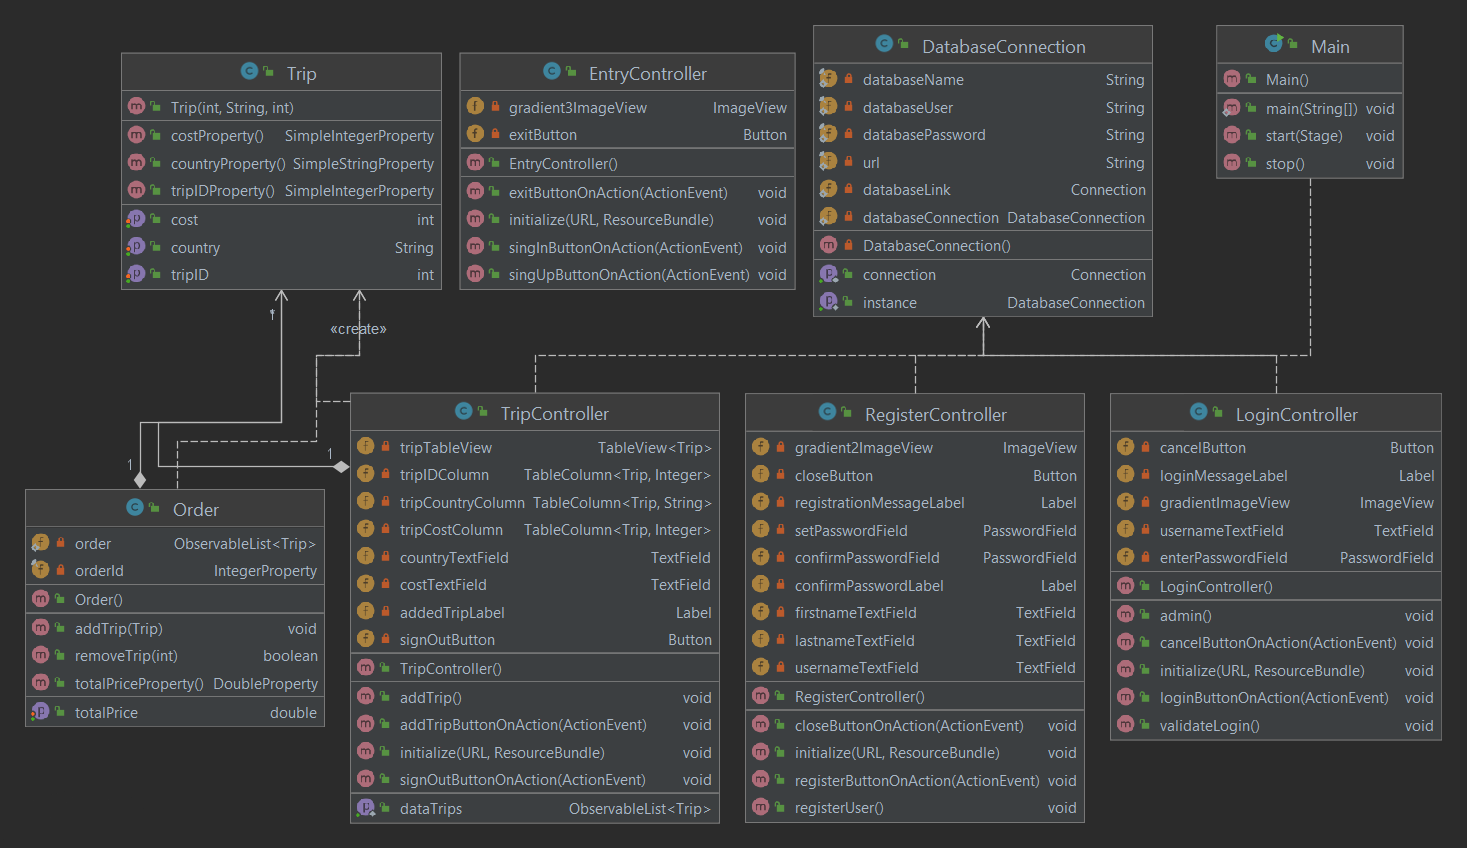 Trip
Trip(int, String, int)
costProperty() SimpleIntegerProperty
countryProperty() SimpleStringProperty
tripIDProperty() SimpleIntegerProperty
cost int
country String
tripID int
EntryController
gradient3ImageView ImageView
exitButton Button
EntryController()
exitButtonOnAction(ActionEvent) void
initialize(URL, ResourceBundle) void
singInButtonOnAction(ActionEvent) void
singUpButtonOnAction(ActionEvent) void
DatabaseConnection
databaseName String
databaseUser String
databasePassword String
url String
databaseLink Connection
databaseConnection DatabaseConnection
DatabaseConnection()
connection Connection
instance DatabaseConnection
Main
Main()
main(String[]) void
start(Stage) void
stop() void
*
«create»
1
1
Order
order ObservableList<Trip>
orderId IntegerProperty
Order()
addTrip(Trip) void
removeTrip(int) boolean
totalPriceProperty() DoubleProperty
totalPrice double
TripController
tripTableView TableView<Trip>
tripIDColumn TableColumn<Trip, Integer>
tripCountryColumn TableColumn<Trip, String>
tripCostColumn TableColumn<Trip, Integer>
countryTextField TextField
costTextField TextField
addedTripLabel Label
signOutButton Button
TripController()
addTrip() void
addTripButtonOnAction(ActionEvent) void
initialize(URL, ResourceBundle) void
signOutButtonOnAction(ActionEvent) void
dataTrips ObservableList<Trip>
RegisterController
gradient2ImageView ImageView
closeButton Button
registrationMessageLabel Label
setPasswordField PasswordField
confirmPasswordField PasswordField
confirmPasswordLabel Label
firstnameTextField TextField
lastnameTextField TextField
usernameTextField TextField
RegisterController()
closeButtonOnAction(ActionEvent) void
initialize(URL, ResourceBundle) void
registerButtonOnAction(ActionEvent) void
registerUser() void
LoginController
cancelButton Button
loginMessageLabel Label
gradientImageView ImageView
usernameTextField TextField
enterPasswordField PasswordField
LoginController()
admin() void
cancelButtonOnAction(ActionEvent) void
initialize(URL, ResourceBundle) void
loginButtonOnAction(ActionEvent) void
validateLogin() void